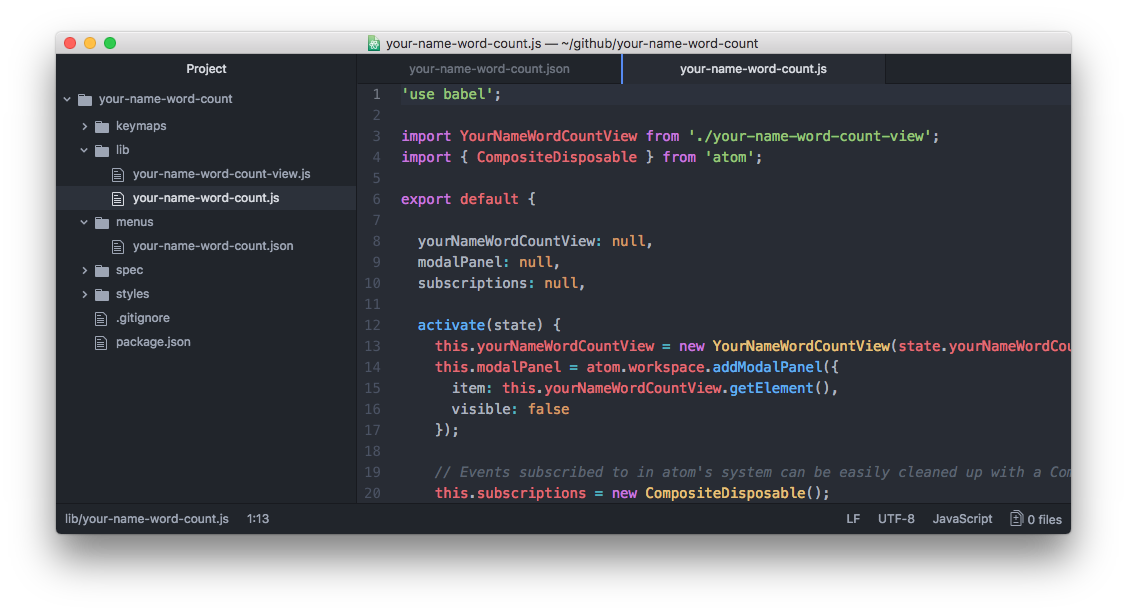 your-name-word-count.js — ~/github/your-name-word-count
Project
your-name-word-count
keymaps
lib
your-name-word-count-view.js
your-name-word-count.js
menus
your-name-word-count.json
spec
styles
.gitignore
package.json
your-name-word-count.json
your-name-word-count.js
1 'use babel';
2
3 import YourNameWordCountView from './your-name-word-count-view';
4 import { CompositeDisposable } from 'atom';
5
6 export default {
7
8   yourNameWordCountView: null,
9   modalPanel: null,
10   subscriptions: null,
11
12   activate(state) {
13     this.yourNameWordCountView = new YourNameWordCountView(state.yourNameWordCou
14     this.modalPanel = atom.workspace.addModalPanel({
15       item: this.yourNameWordCountView.getElement(),
16       visible: false
17     });
18
19     // Events subscribed to in atom's system can be easily cleaned up with a Com
20     this.subscriptions = new CompositeDisposable();
lib/your-name-word-count.js 1:13 LF UTF-8 JavaScript 0 files